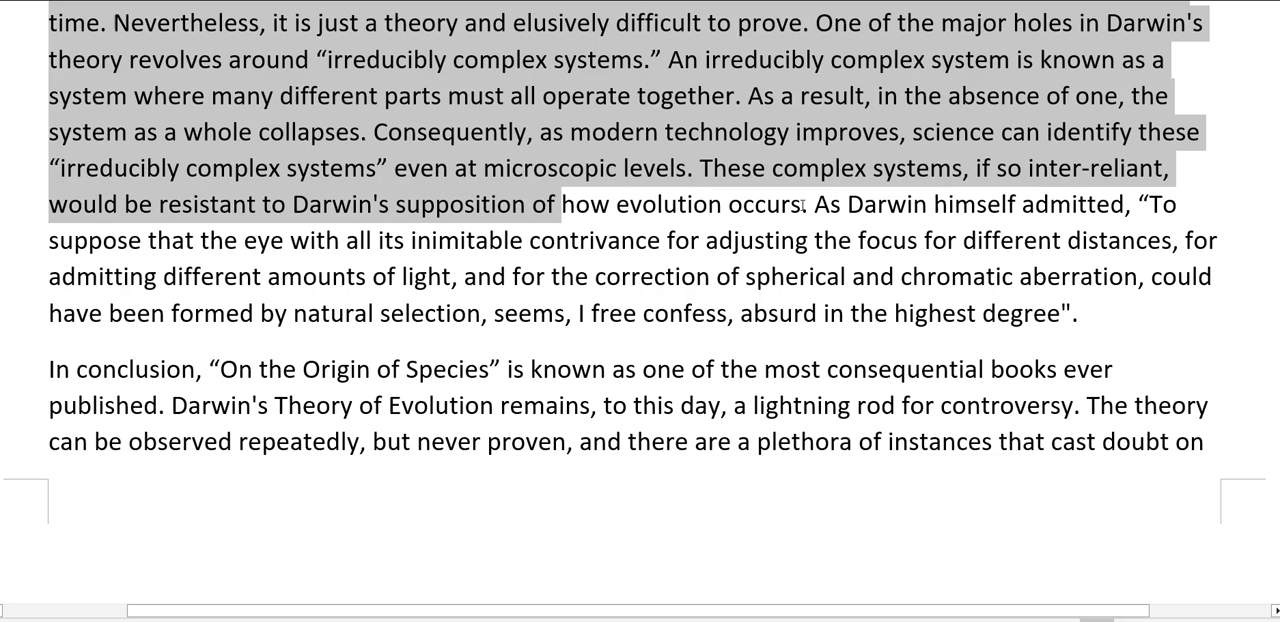 time. Nevertheless, it is just a theory and elusively difficult to prove. One of the major holes in Darwin's
theory revolves around “irreducibly complex systems.” An irreducibly complex system is known as a
system where many different parts must all operate together. As a result, in the absence of one, the
system as a whole collapses. Consequently, as modern technology improves, science can identify these
“irreducibly complex systems” even at microscopic levels. These complex systems, if so inter-reliant,
would be resistant to Darwin's supposition of how evolution occurs. As Darwin himself admitted, “To
suppose that the eye with all its inimitable contrivance for adjusting the focus for different distances, for
admitting different amounts of light, and for the correction of spherical and chromatic aberration, could
have been formed by natural selection, seems, I free confess, absurd in the highest degree".
In conclusion, “On the Origin of Species” is known as one of the most consequential books ever
published. Darwin's Theory of Evolution remains, to this day, a lightning rod for controversy. The theory
can be observed repeatedly, but never proven, and there are a plethora of instances that cast doubt on